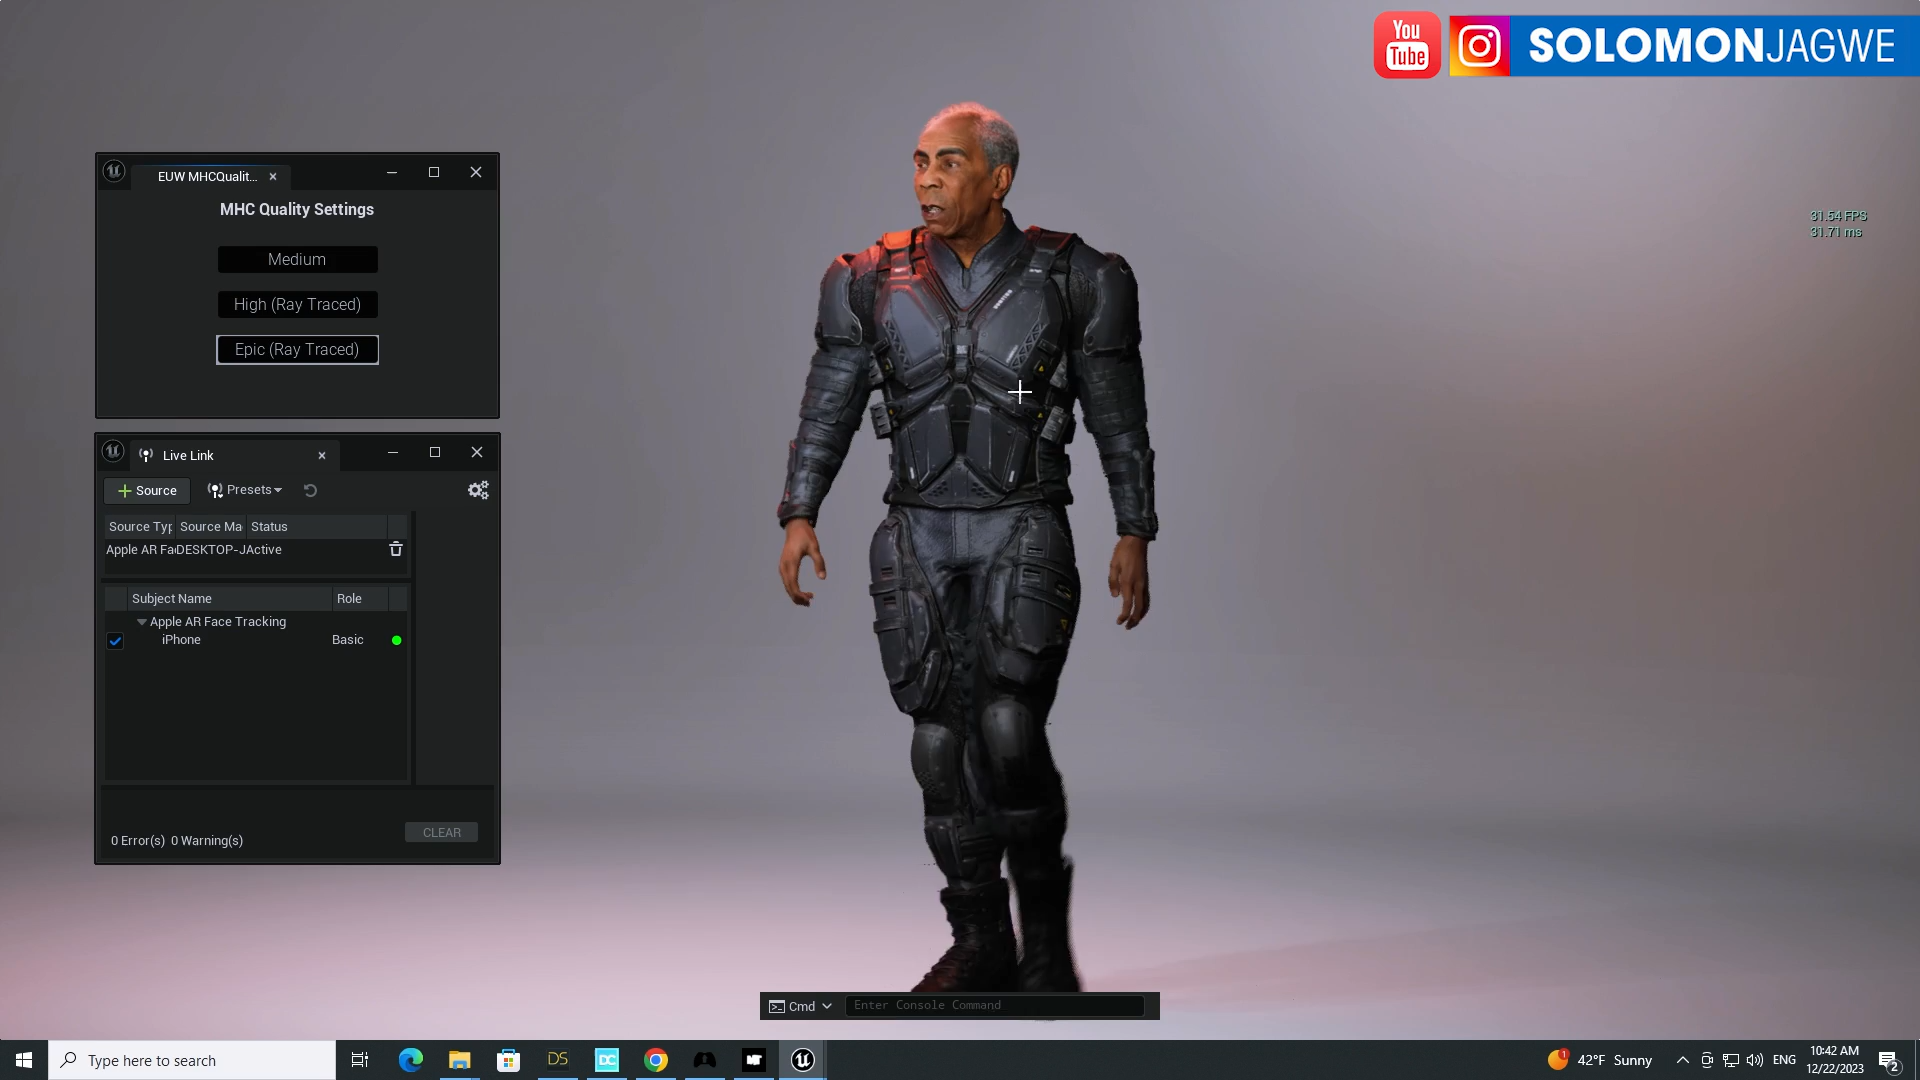 You
Tube
SOLOMONJAGWE
EUW MHCQualit...
MHC Quality Settings
Medium
High (Ray Traced)
Epic (Ray Traced)
31.54 FPS
31.71 ms
Live Link
Source
Presets
Source Typ Source Ma Status
Apple AR Fa DESKTOP-J Active
Subject Name Role
Apple AR Face Tracking
iPhone Basic
CLEAR
0 Error(s) 0 Warning(s)
Cmd Enter Console Command
Type here to search
DS
DC
1
42°F Sunny
ENG
10:42 AM
12/22/2023
2